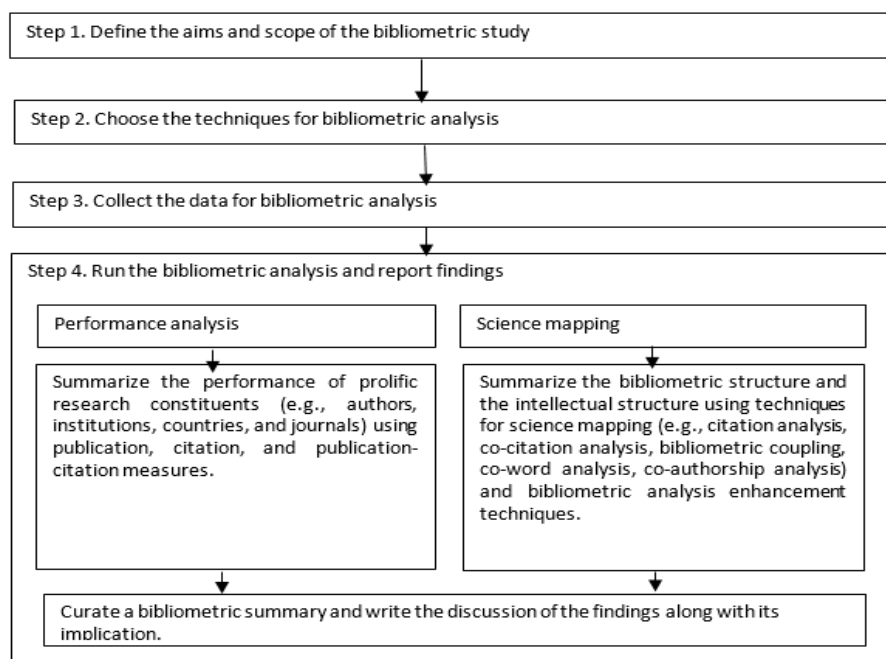 Step 1. Define the aims and scope of the bibliometric study
Step 2. Choose the techniques for bibliometric analysis
Step 3. Collect the data for bibliometric analysis
Step 4. Run the bibliometric analysis and report findings
Performance analysis
Summarize the performance of prolific
research constituents (e.g., authors,
institutions, countries, and journals) using
publication, citation, and publication-
citation measures.
Science mapping
Summarize the bibliometric structure and
the intellectual structure using techniques
for science mapping (e.g., citation analysis,
co-citation analysis, bibliometric coupling,
co-word analysis, co-authorship analysis)
and bibliometric analysis enhancement
techniques.
Curate a bibliometric summary and write the discussion of the findings along with its
implication.